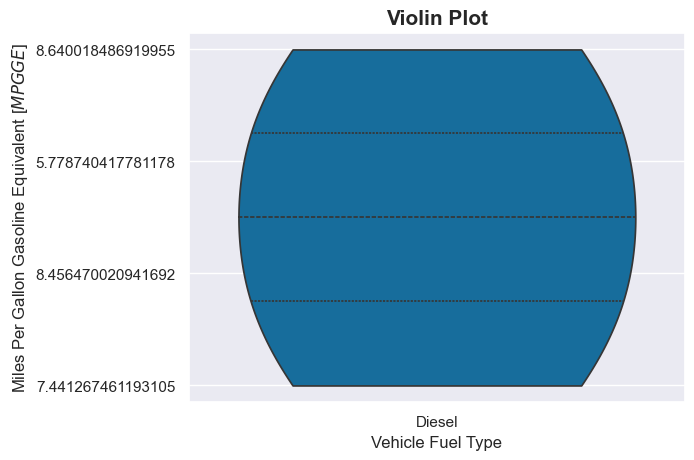 Violin Plot
Miles Per Gallon Gasoline Equivalent [MPGGE]
8.640018486919955
5.778740417781178
8.456470020941692
7.441267461193105
Diesel
Vehicle Fuel Type